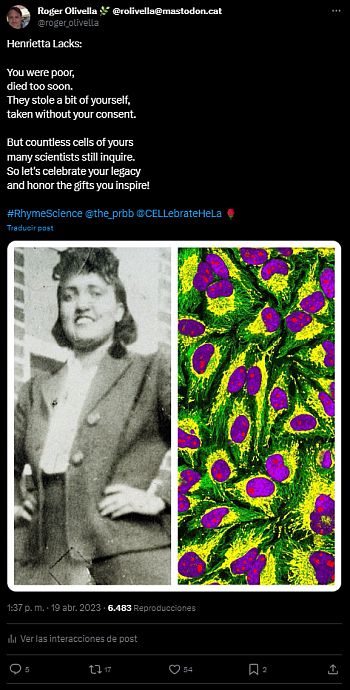 Roger Olivella 🌿 @rolivella@mastodon.cat
@roger_olivella
Henrietta Lacks:
You were poor,
died too soon.
They stole a bit of yourself,
taken without your consent.
But countless cells of yours
many scientists still inquire.
So let's celebrate your legacy
and honor the gifts you inspire!
#RhymeScience @the_prbb @CELLebrateHeLa 🌹
Traducir post
1:37 p. m. · 19 abr. 2023 · 6.483 Reproducciones
Ver las interacciones de post
5 17 54 2